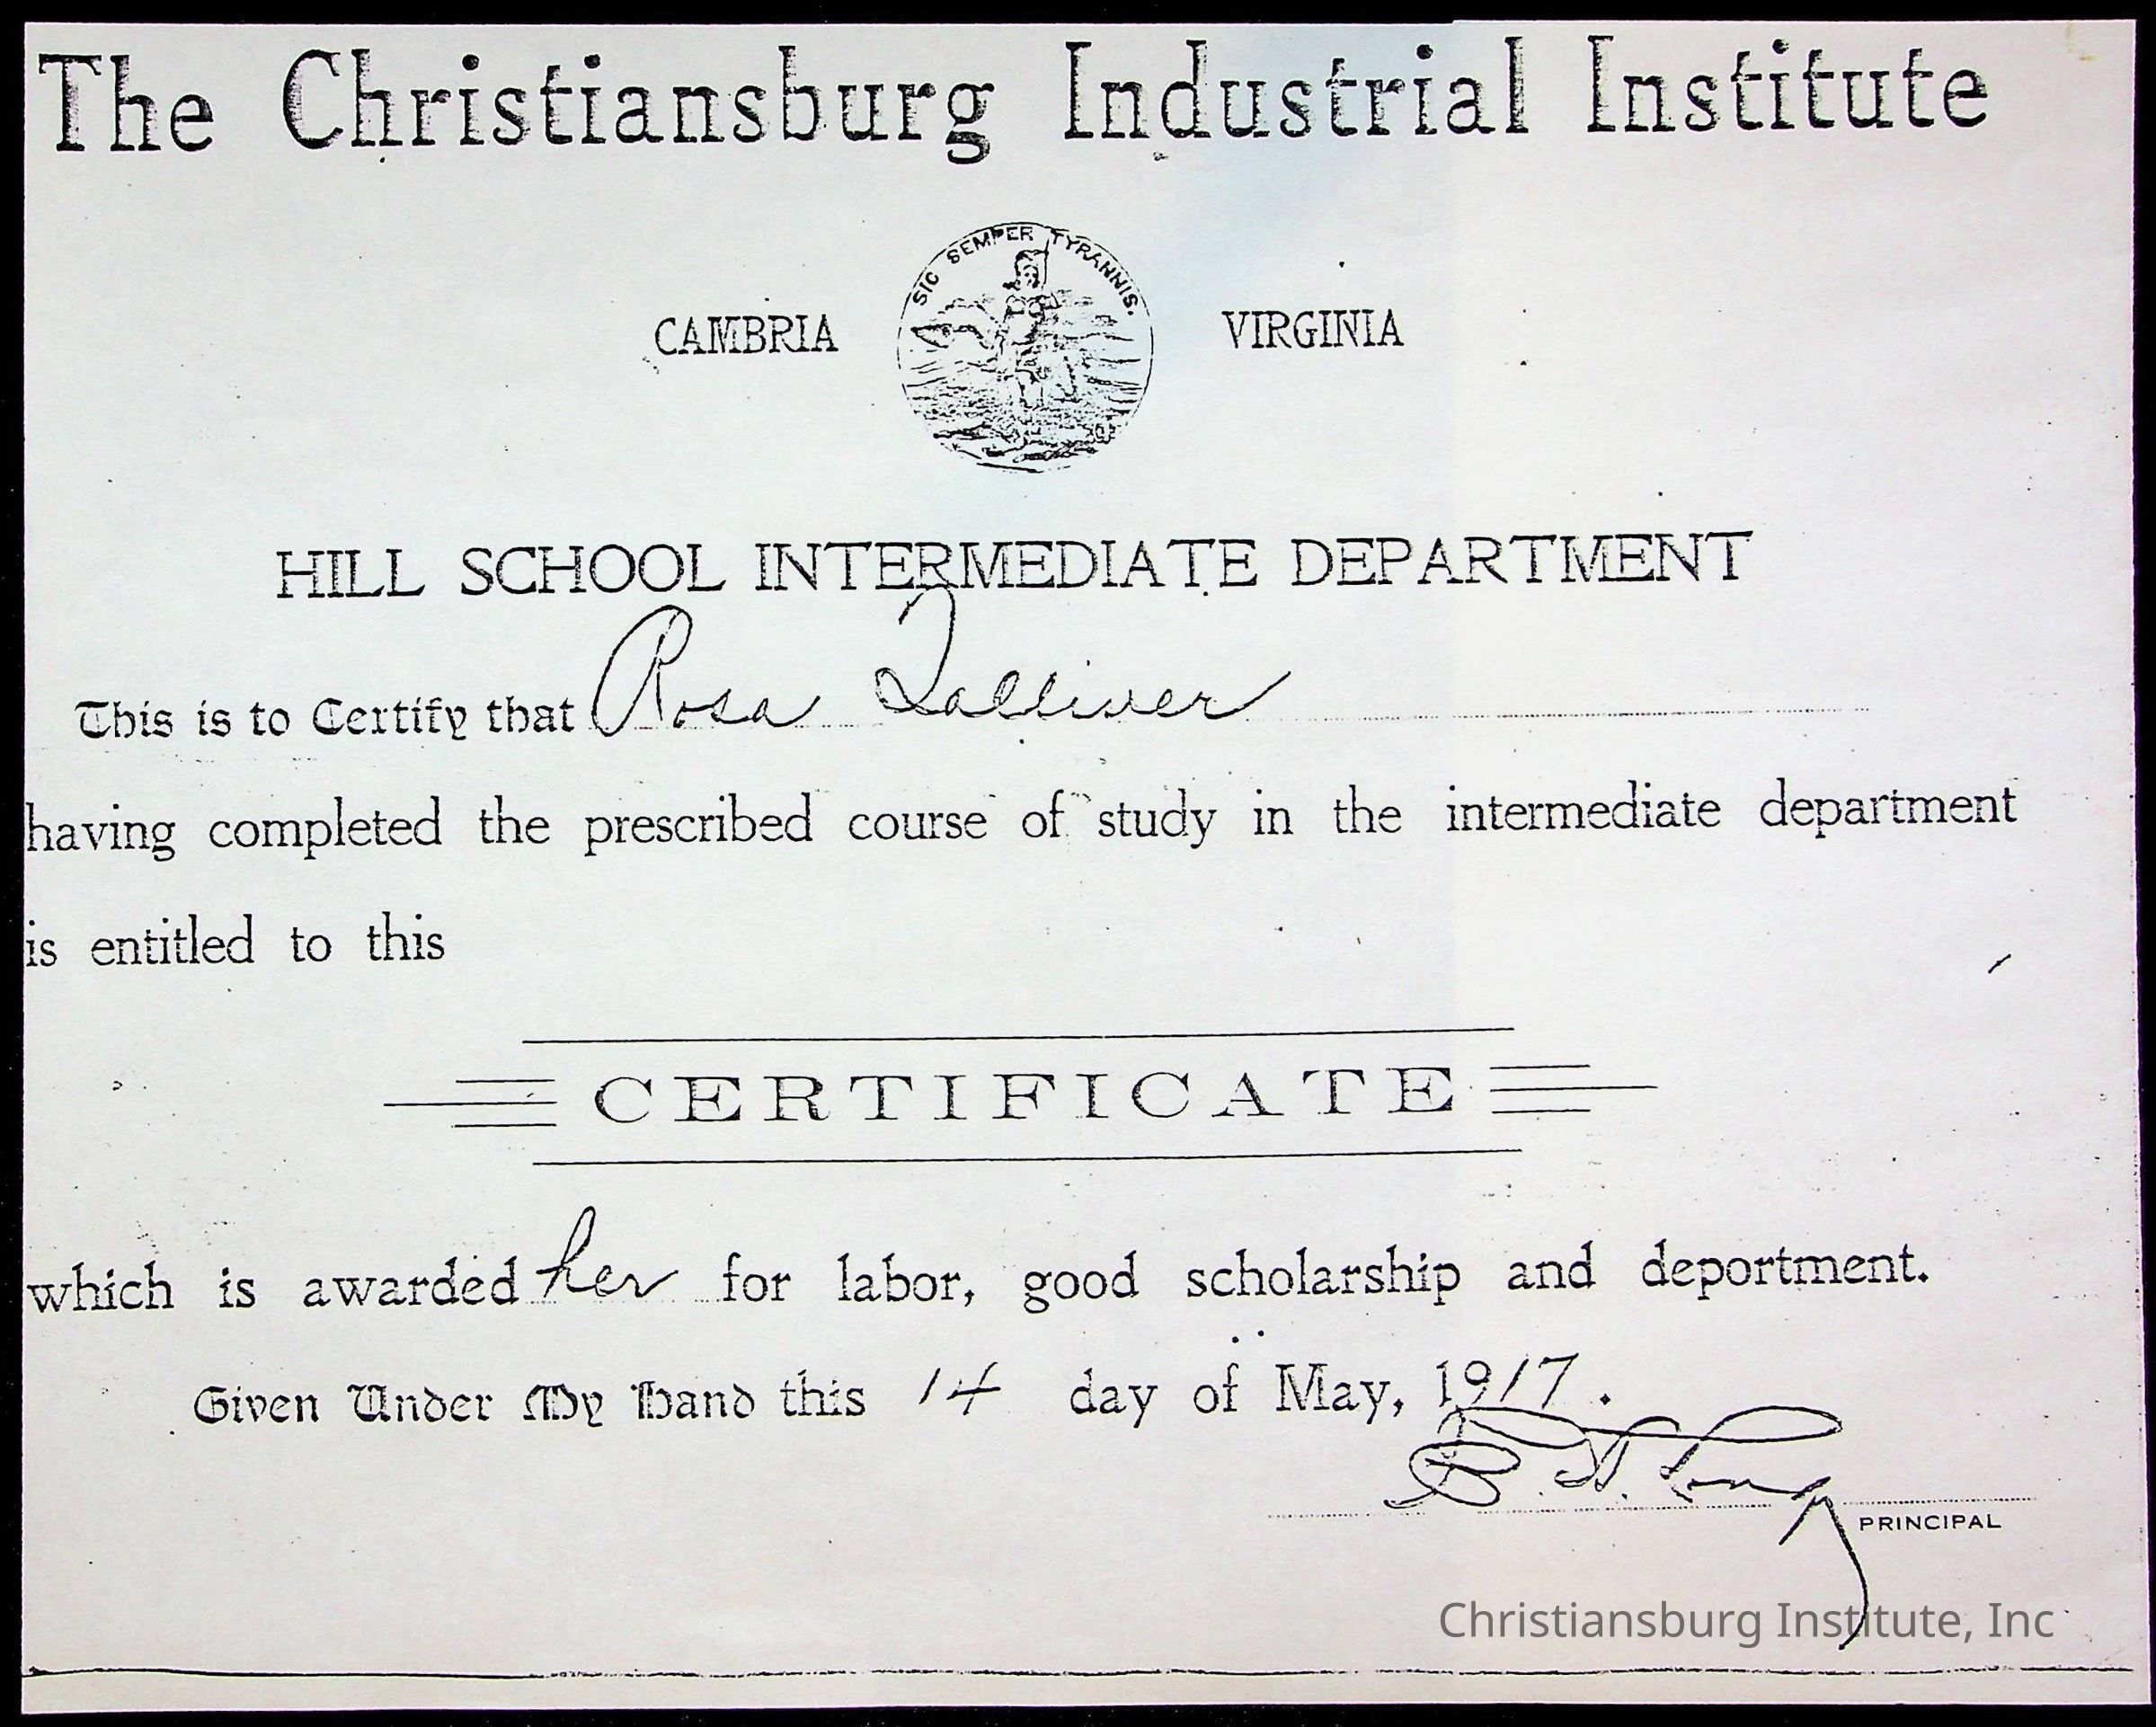 The Christiansburg Industrial Institute
SIC SEMPER TYRANNIS.
CAMBRIA VIRGINIA
HILL SCHOOL INTERMEDIATE DEPARTMENT
This is to Certify that Rosa
having completed the prescribed course of study in the intermediate department
is entitled to this
CERTIFICATE
which is awarded her for labor, good scholarship and deportment.
Given Under My Hand this 14 day of May, 1917.
PRINCIPAL
Christiansburg Institute, Inc